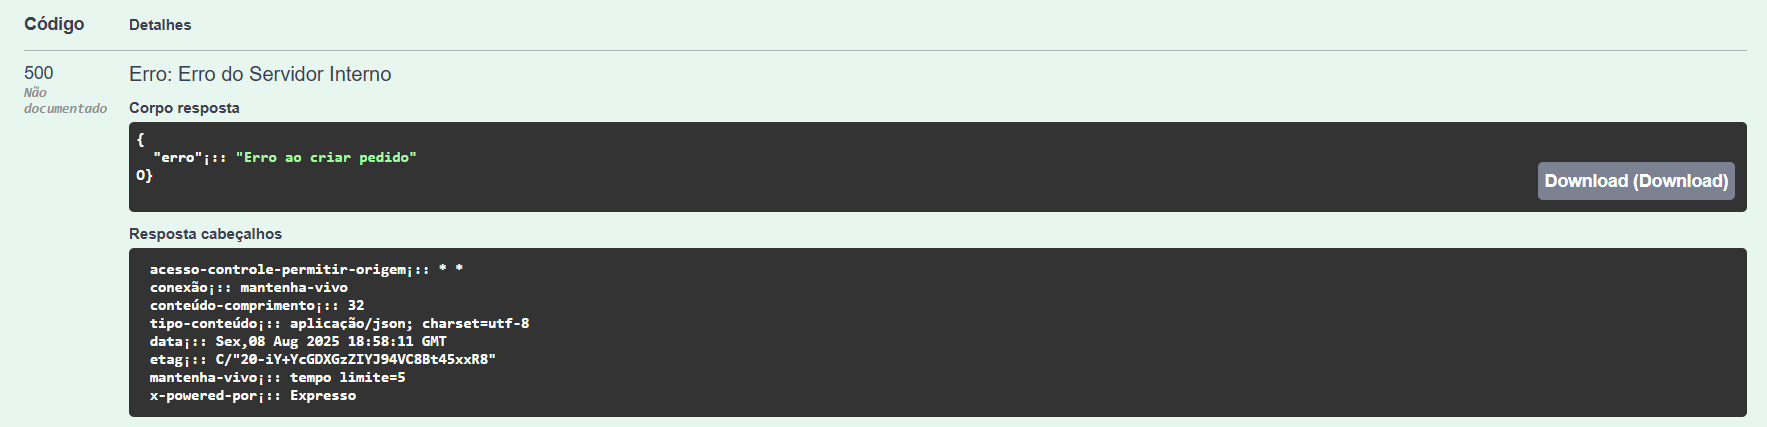 Código Detalhes
500 Erro: Erro do Servidor Interno
Não
documentado
Corpo resposta
{
"erro"¡:: "Erro ao criar pedido"
O}
Download (Download)
Resposta cabeçalhos
acesso-controle-permitir-origem¡:: * *
conexão¡:: mantenha-vivo
conteúdo-comprimento¡:: 32
tipo-conteúdo¡:: aplicação/json; charset=utf-8
data¡:: Sex,08 Aug 2025 18:58:11 GMT
etag¡:: C/"20-iY+YcGDXGzZIYJ94VC8Bt45xxR8"
mantenha-vivo¡:: tempo limite=5
x-powered-por¡:: Expresso